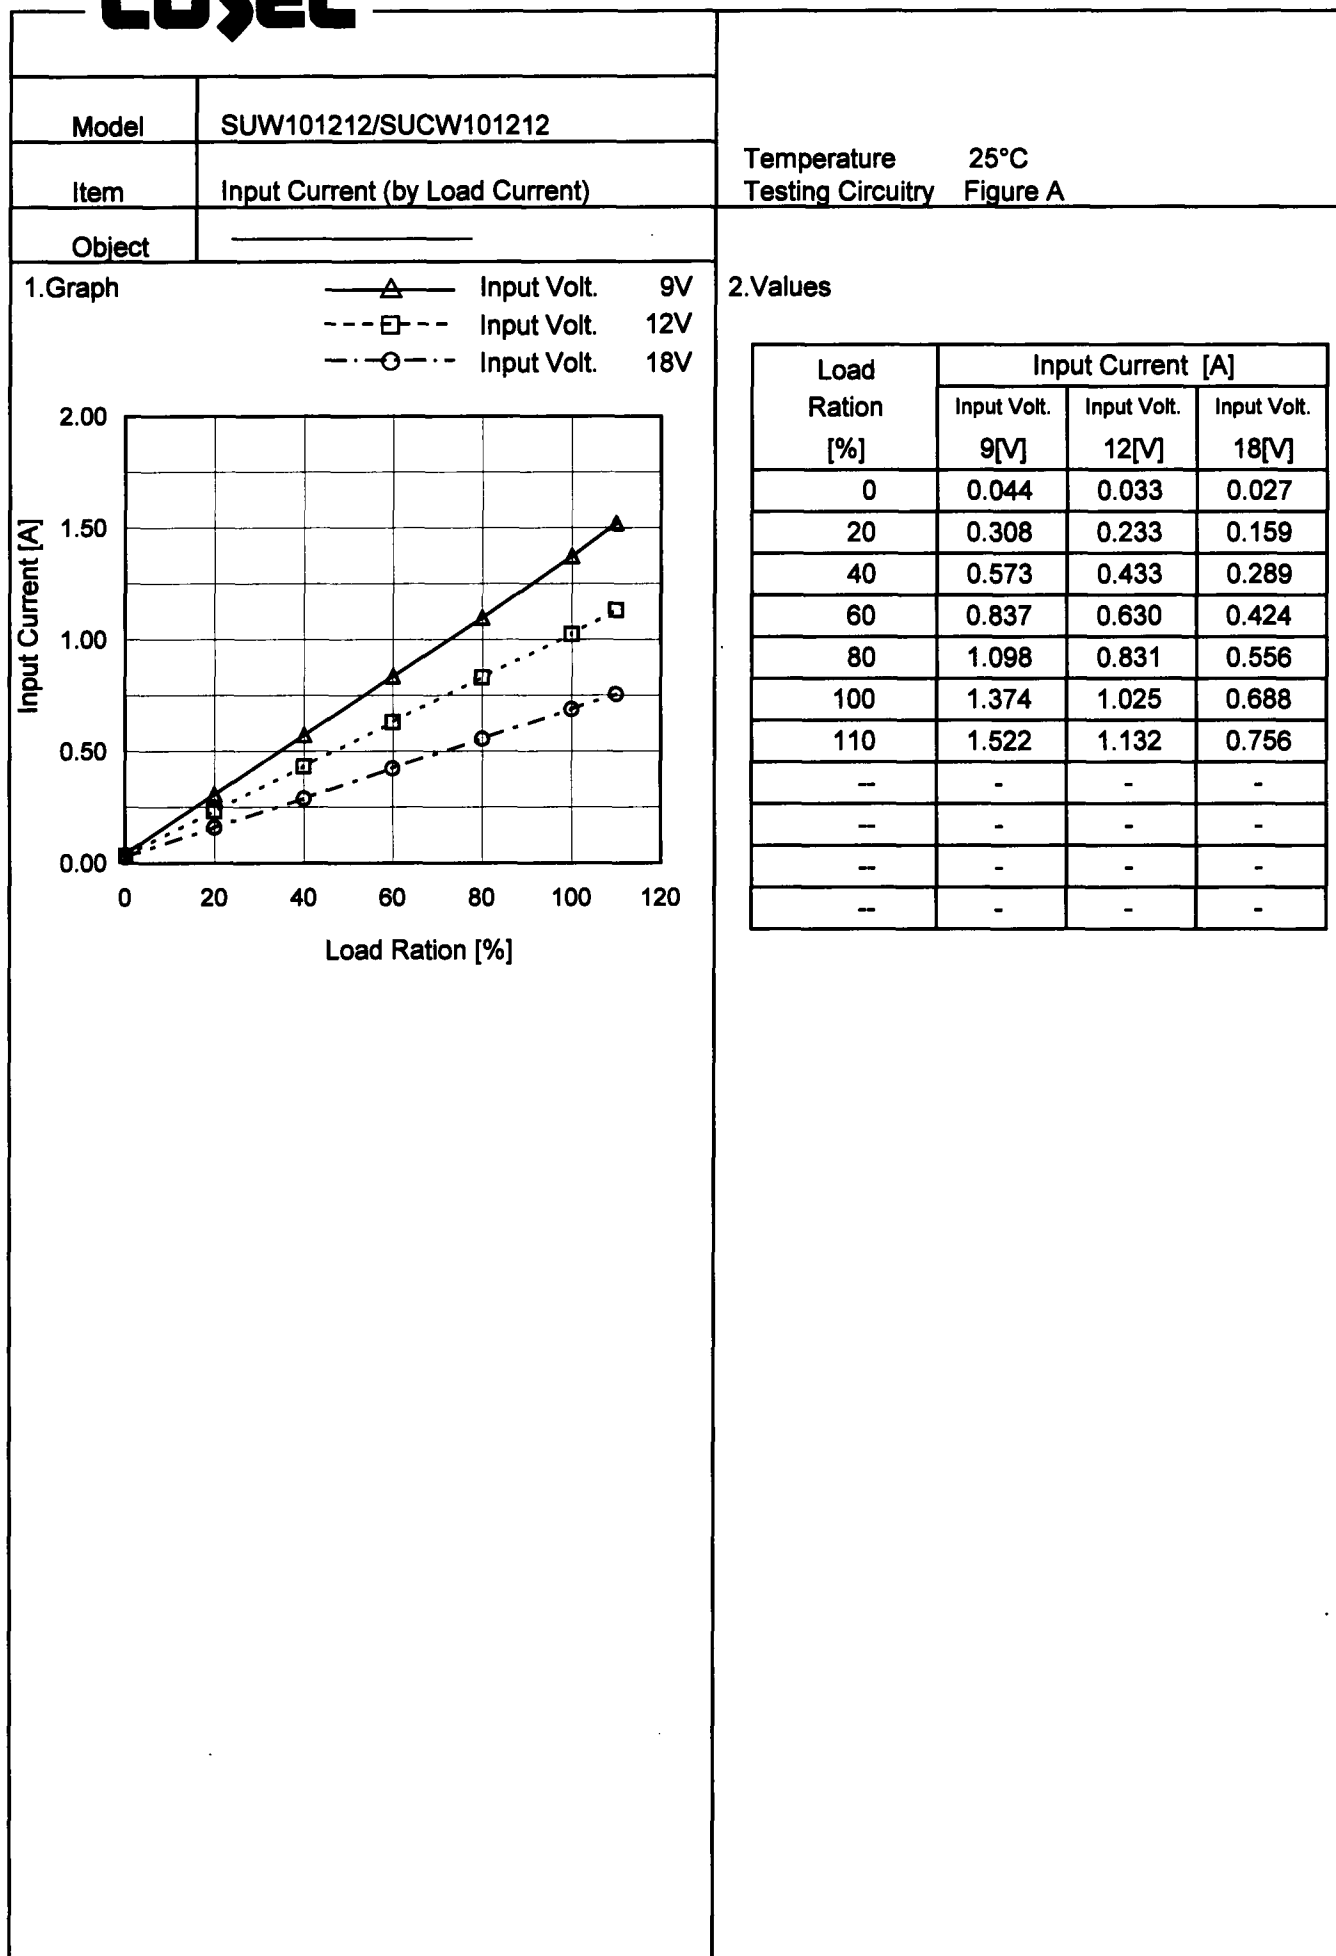 COSEL
Model SUW101212/SUCW101212
Item Input Current (by Load Current)
Object
Temperature 25°C
Testing Circuitry Figure A
1.Graph
Input Volt. 9V
Input Volt. 12V
Input Volt. 18V
2.00
1.50
1.00
0.50
0.00
Input Current [A]
0 20 40 60 80 100 120
Load Ration [%]
2.Values
Load Ration [%] Input Current [A]
Input Volt. 9[V] Input Volt. 12[V] Input Volt. 18[V]
0 0.044 0.033 0.027
20 0.308 0.233 0.159
40 0.573 0.433 0.289
60 0.837 0.630 0.424
80 1.098 0.831 0.556
100 1.374 1.025 0.688
110 1.522 1.132 0.756
-- - - -
-- - - -
-- - - -
-- - - -